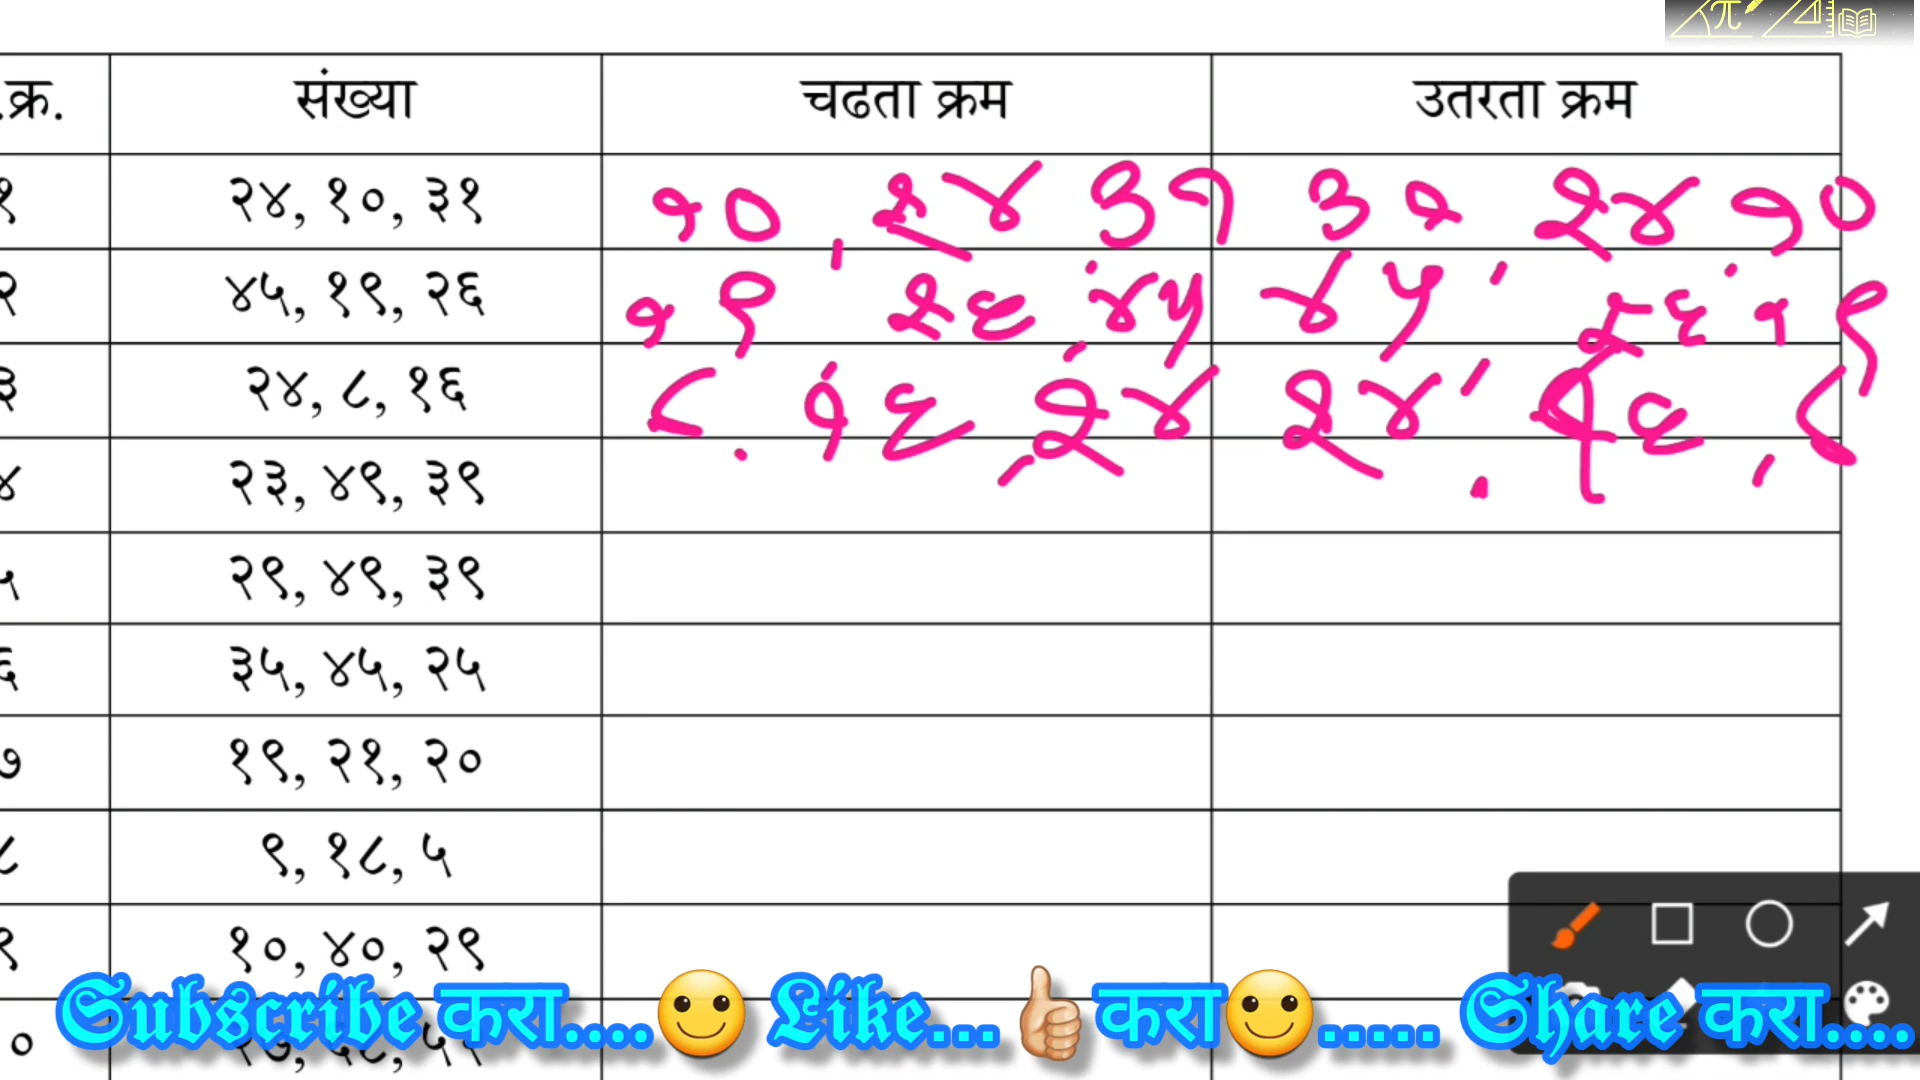 .क्र. संख्या चढता क्रम उतरता क्रम
१ २४, १०, ३१ १०, २४ ३१ ३१ २४ १०
२ ४५, १९, २६ १९ २६, ४५ ४५, २६, १९
३ २४, ८, १६ ८, १६, २४ २४, १६, ८
४ २३, ४९, ३९
५ २९, ४९, ३९
६ ३५, ४५, २५
७ १९, २१, २०
८ ९, १८, ५
९ १०, ४०, २९
०
Subscribe करा.... Like... करा ..... Share करा....